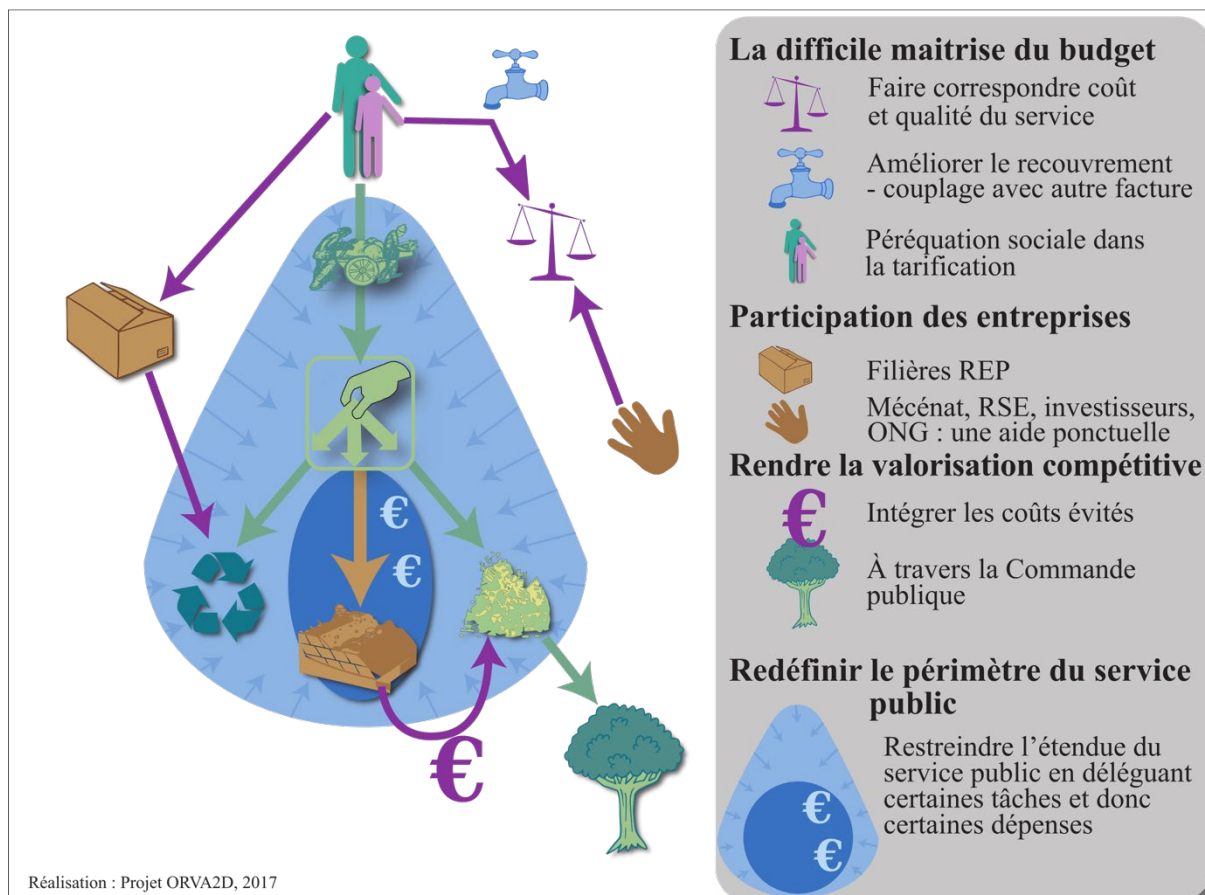 La difficile maitrise du budget
Faire correspondre coût
et qualité du service
Améliorer le recouvrement
- couplage avec autre facture
Péréquation sociale dans
la tarification
Participation des entreprises
Filières REP
Mécénat, RSE, investisseurs,
ONG : une aide ponctuelle
Rendre la valorisation compétitive
€
Intégrer les coûts évités
À travers la Commande
publique
Redéfinir le périmètre du service
public
Restreindre l’étendue du
service public en déléguant
certaines tâches et donc
certaines dépenses
€
€
€
€
€
Réalisation : Projet ORVA2D, 2017